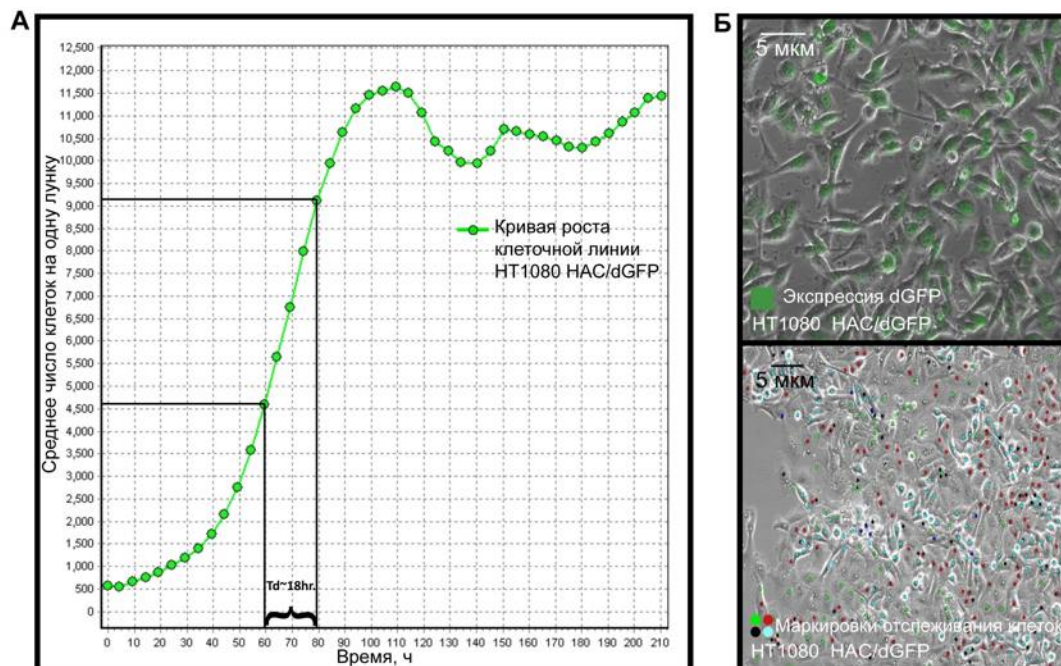 А
12,500
12,000
11,500
11,000
10,500
10,000
9,500
9,000
8,500
8,000
7,500
7,000
6,500
6,000
5,500
5,000
4,500
4,000
3,500
3,000
2,500
2,000
1,500
1,000
500
0
Среднее число клеток на одну лунку
Кривая роста
клеточной линии
HT1080 HAC/dGFP
Td~18hr.
0 10 20 30 40 50 60 70 80 90 100 110 120 130 140 150 160 170 180 190 200 210
Время, ч
Б
5 мкм
Экспрессия dGFP
HT1080 HAC/dGFP
5 мкм
Маркировки отслеживания клеток
HT1080 HAC/dGFP